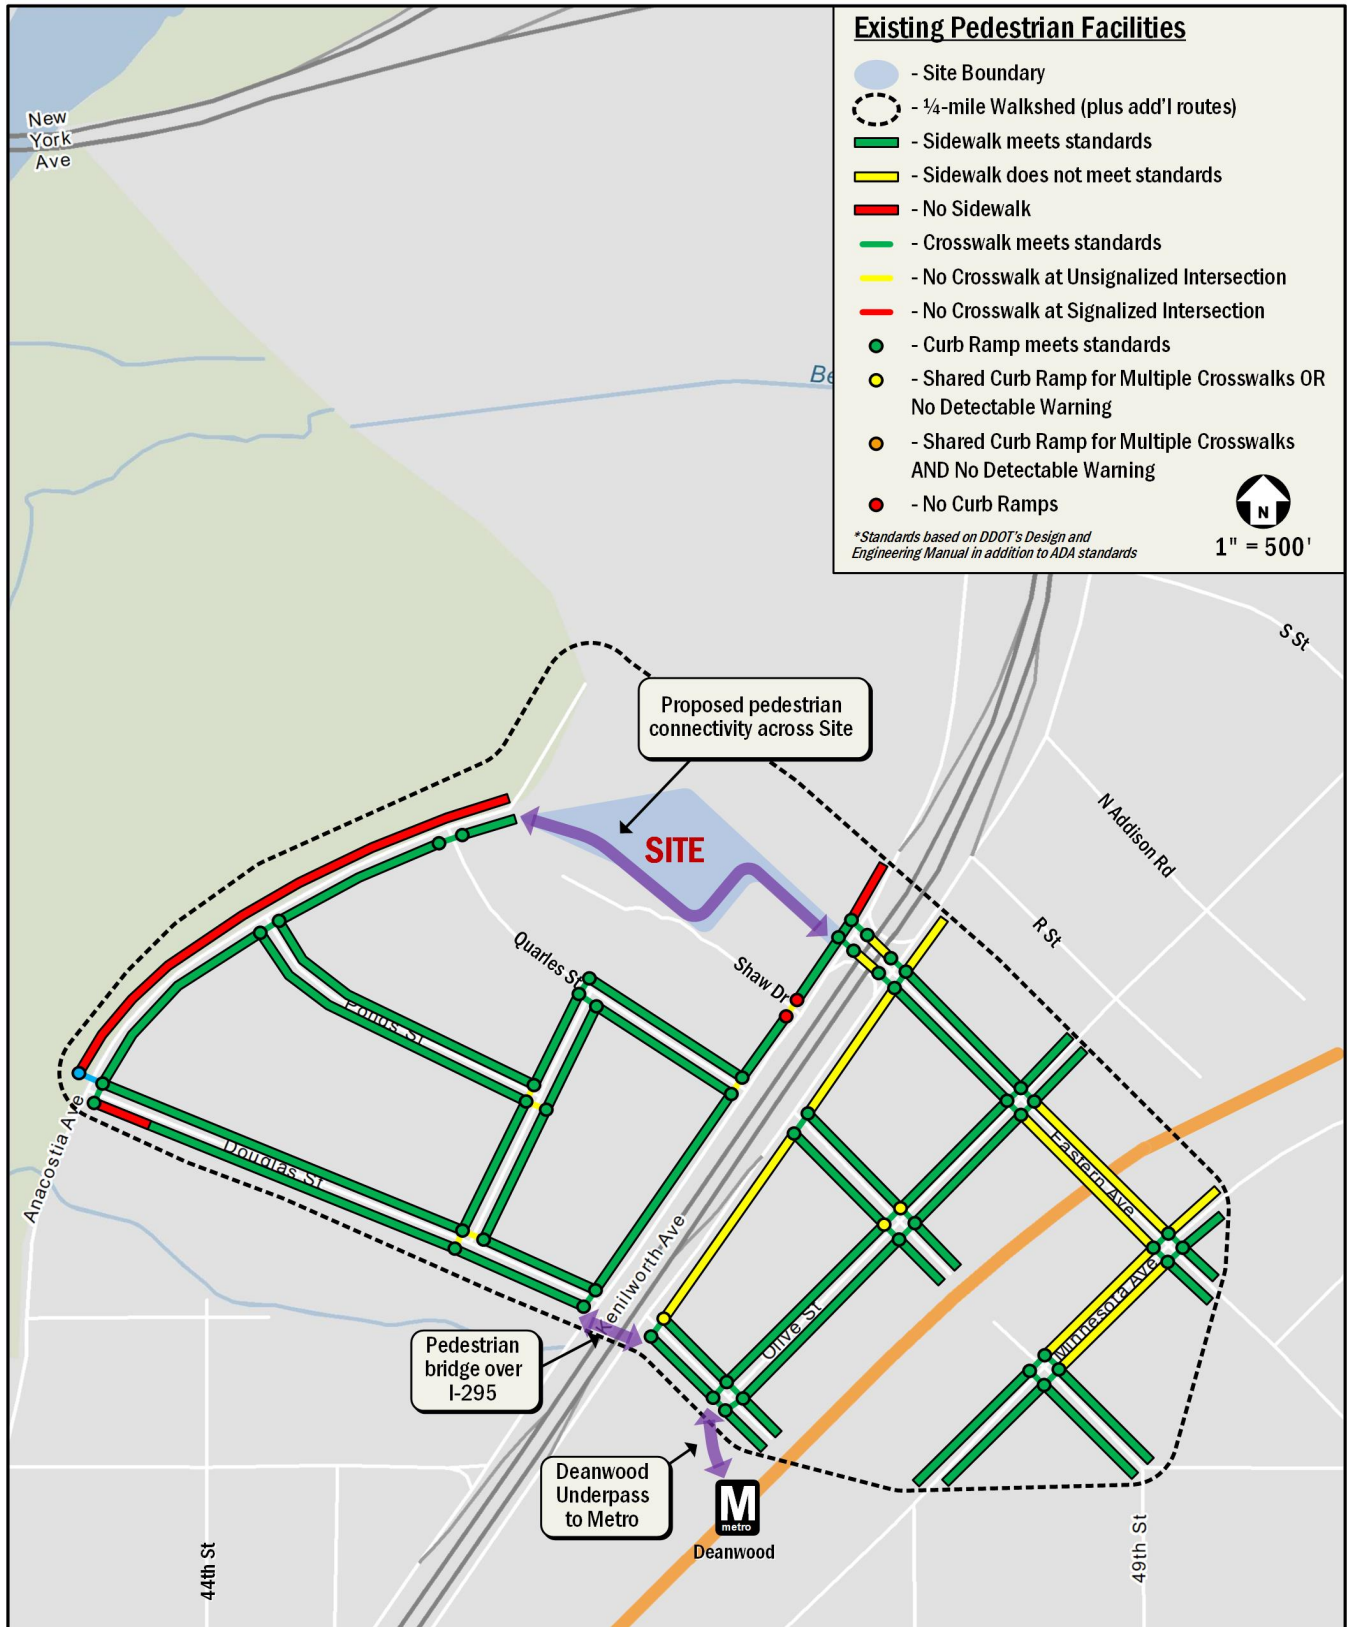 Existing Pedestrian Facilities
- Site Boundary
- ¼-mile Walkshed (plus add'l routes)
- Sidewalk meets standards
- Sidewalk does not meet standards
- No Sidewalk
- Crosswalk meets standards
- No Crosswalk at Unsignalized Intersection
- No Crosswalk at Signalized Intersection
- Curb Ramp meets standards
- Shared Curb Ramp for Multiple Crosswalks OR
No Detectable Warning
- Shared Curb Ramp for Multiple Crosswalks
AND No Detectable Warning
- No Curb Ramps
*Standards based on DDOT's Design and
Engineering Manual in addition to ADA standards
N
1" = 500'
New
York
Ave
Be
S St
Proposed pedestrian
connectivity across Site
N Addison Rd
SITE
R St
Quarles St
Shaw Dr
Ponds St
Anacostia Ave
Douglas St
Eastern Ave
Kenilworth Ave
Minnesota Ave
Olive St
Pedestrian
bridge over
I-295
Deanwood
Underpass
to Metro
M
metro
Deanwood
44th St
49th St